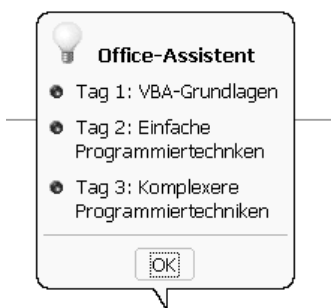 Office-Assistent
Tag 1: VBA-Grundlagen
Tag 2: Einfache
Programmiertechnken
Tag 3: Komplexere
Programmiertechniken
OK